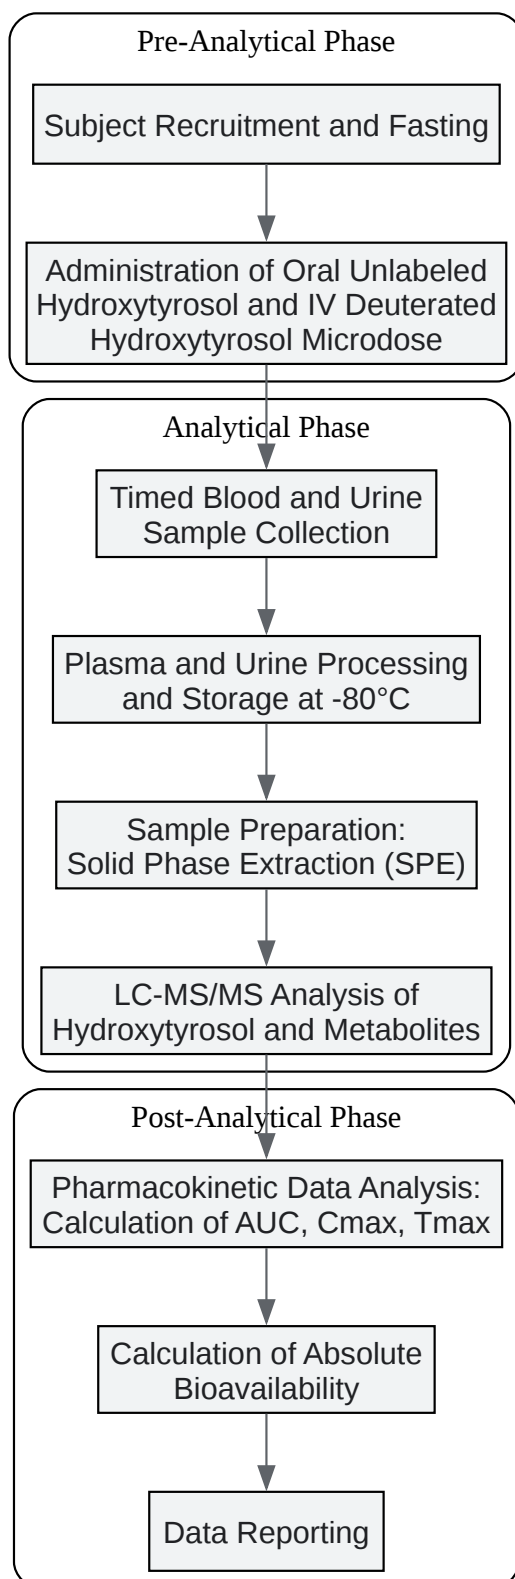 Pre-Analytical Phase
Subject Recruitment and Fasting
Administration of Oral Unlabeled
Hydroxytyrosol and IV Deuterated
Hydroxytyrosol Microdose
Analytical Phase
Timed Blood and Urine
Sample Collection
Plasma and Urine Processing
and Storage at -80°C
Sample Preparation:
Solid Phase Extraction (SPE)
LC-MS/MS Analysis of
Hydroxytyrosol and Metabolites
Post-Analytical Phase
Pharmacokinetic Data Analysis:
Calculation of AUC, Cmax, Tmax
Calculation of Absolute
Bioavailability
Data Reporting